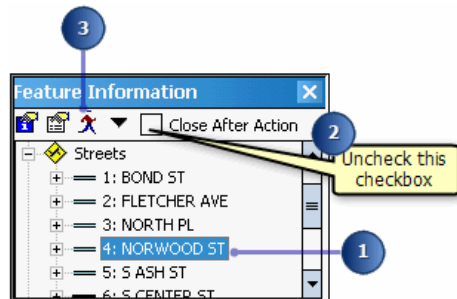 3
Feature Information
Close After Action
2
Uncheck this
checkbox
Streets
1: BOND ST
2: FLETCHER AVE
3: NORTH PL
4: NORWOOD ST
1
5: S ASH ST
6: S CENTER ST